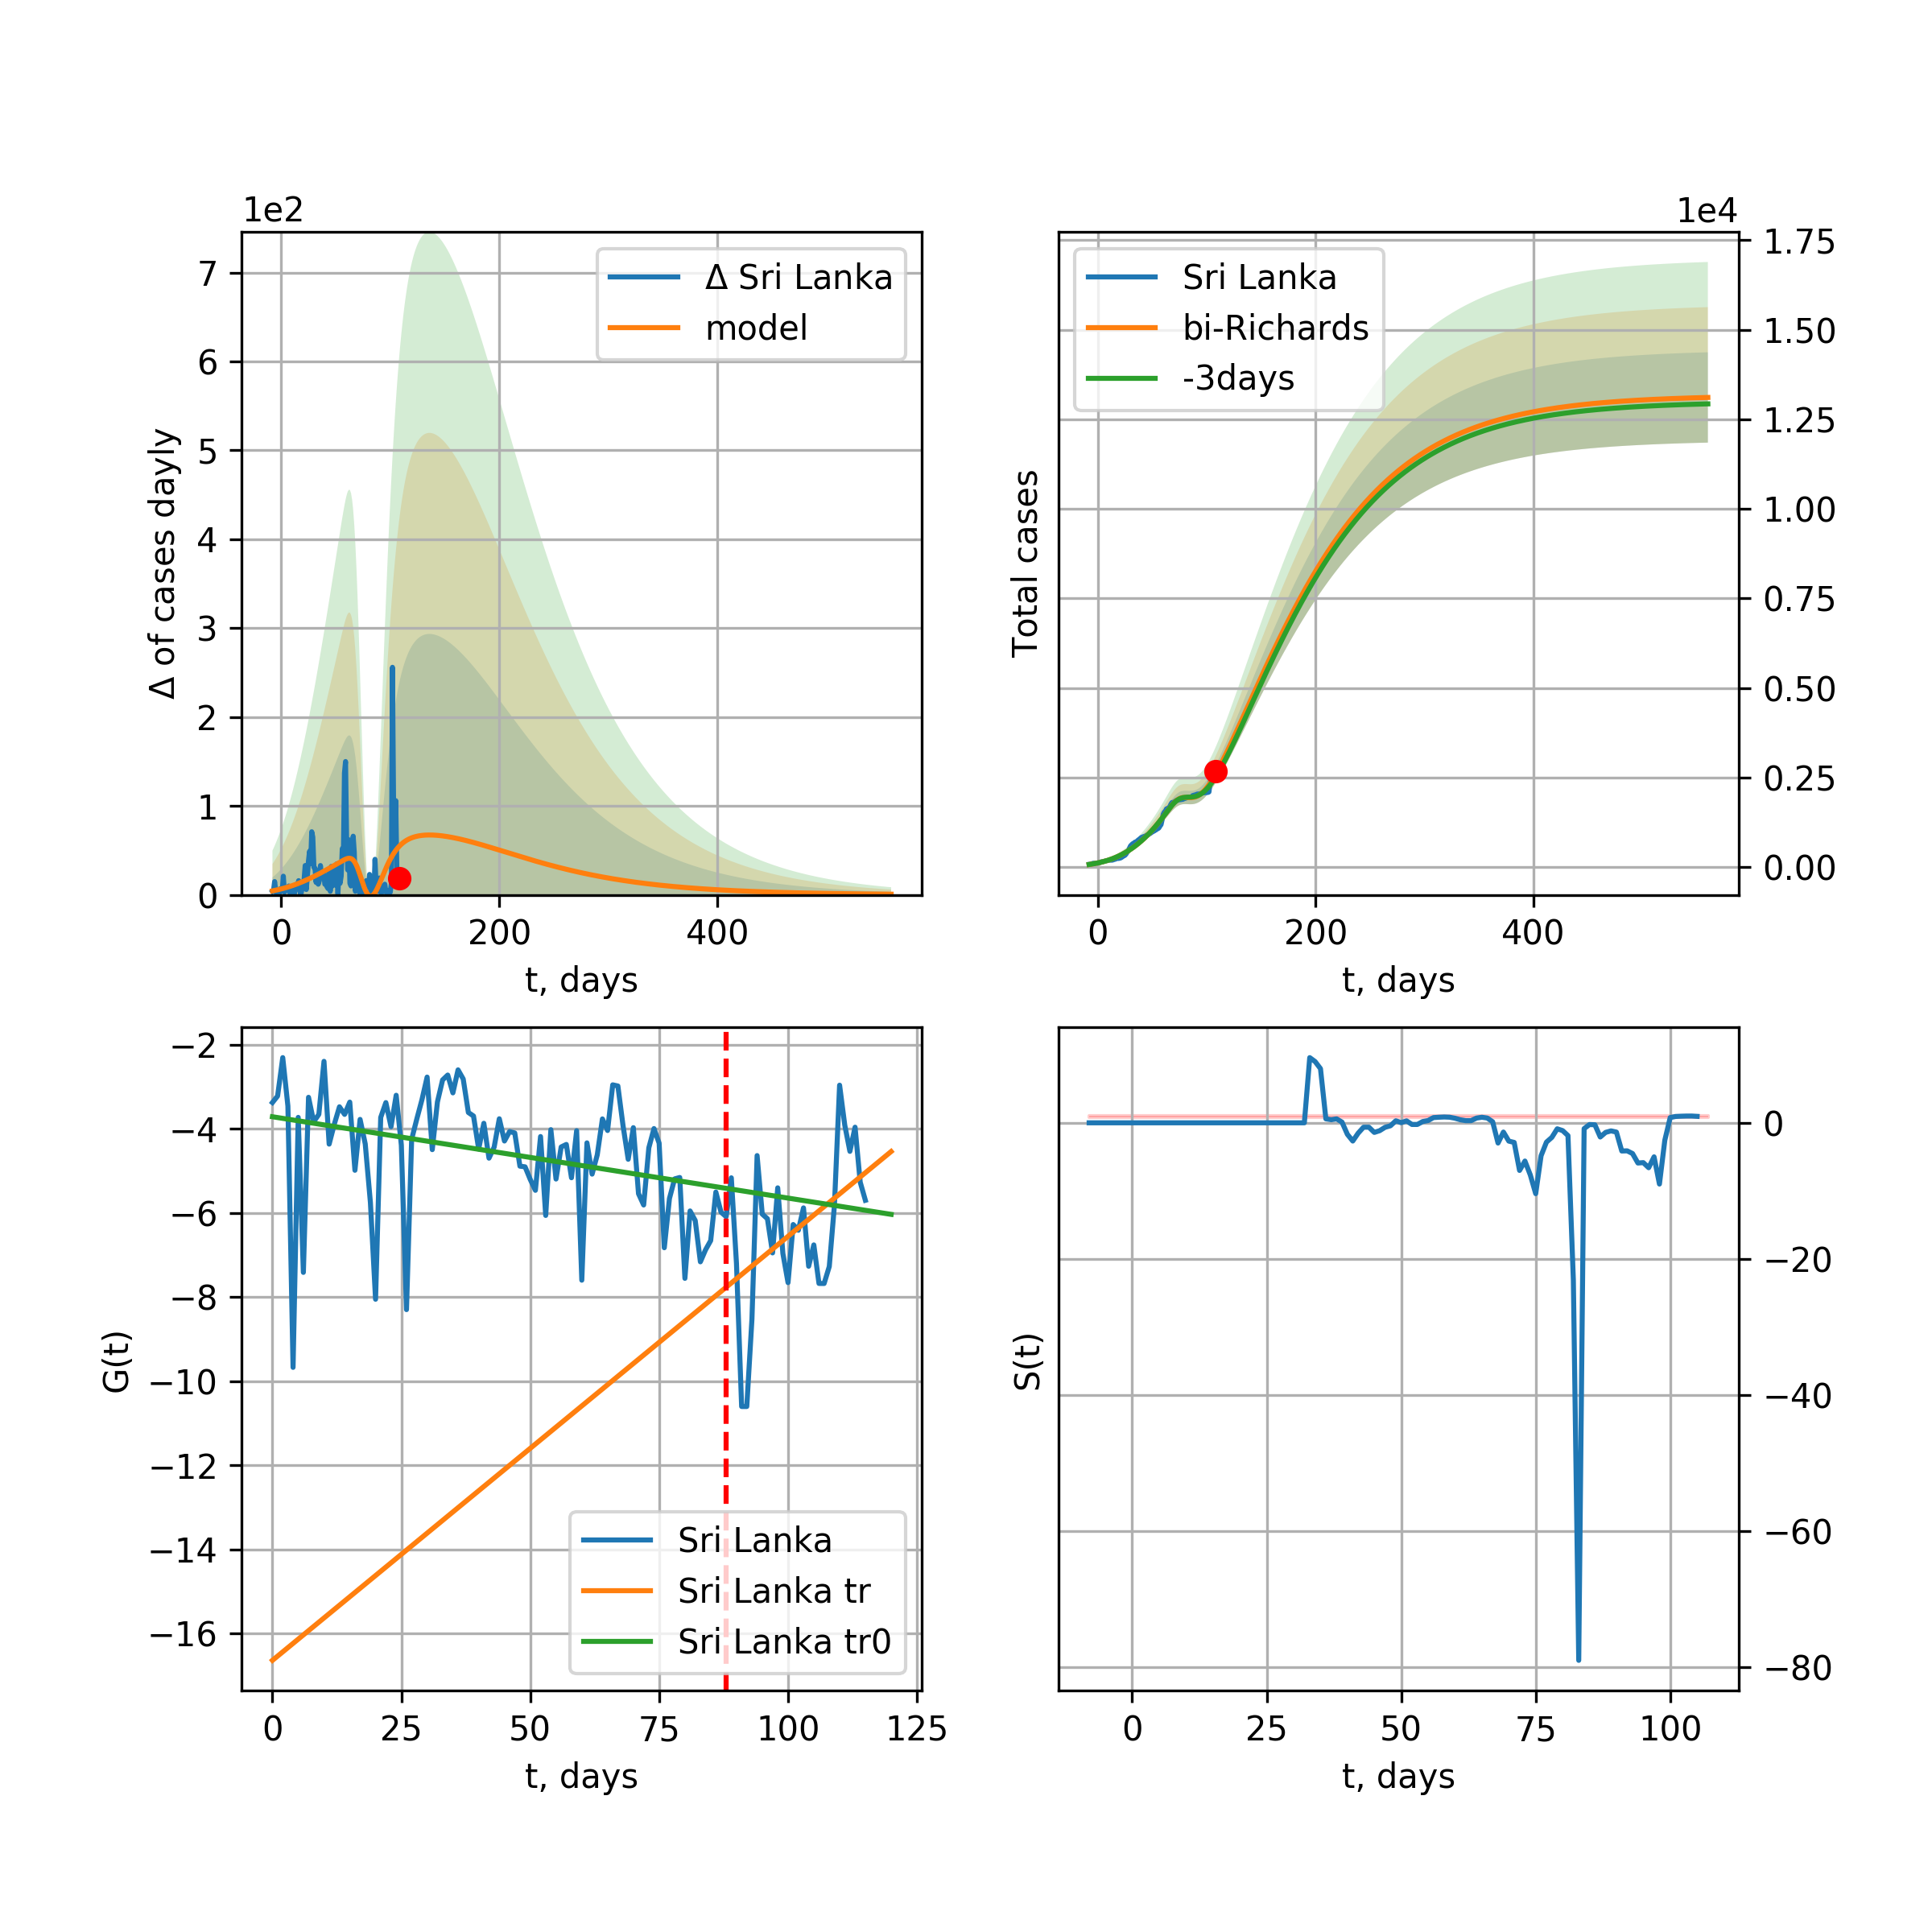 1e2
Δ of cases dayly
7
6
5
4
3
2
1
0
0 200 400
t, days
Δ Sri Lanka
model
1e4
Total cases
1.75
1.50
1.25
1.00
0.75
0.50
0.25
0.00
0 200 400
t, days
Sri Lanka
bi-Richards
-3days
G(t)
−2
−4
−6
−8
−10
−12
−14
−16
0 25 50 75 100 125
t, days
Sri Lanka
Sri Lanka tr
Sri Lanka tr0
S(t)
0
−20
−40
−60
−80
0 25 50 75 100
t, days